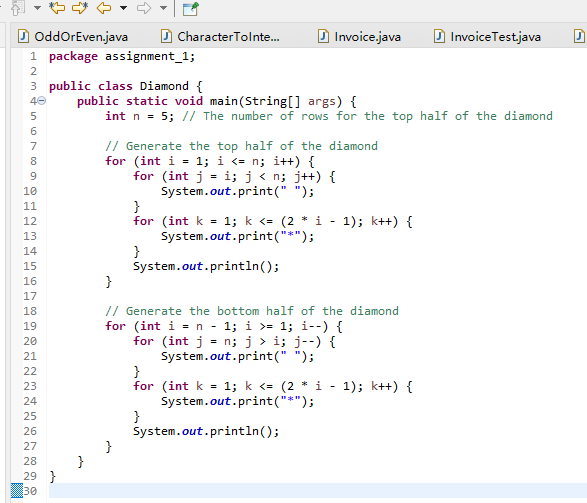 OddOrEven.java CharacterToInte... Invoice.java InvoiceTest.java
1 package assignment_1;
2
3 public class Diamond {
4 public static void main(String[] args) {
5 int n = 5; // The number of rows for the top half of the diamond
6
7 // Generate the top half of the diamond
8 for (int i = 1; i <= n; i++) {
9 for (int j = i; j < n; j++) {
10 System.out.print(" ");
11 }
12 for (int k = 1; k <= (2 * i - 1); k++) {
13 System.out.print("*");
14 }
15 System.out.println();
16 }
17
18 // Generate the bottom half of the diamond
19 for (int i = n - 1; i >= 1; i--) {
20 for (int j = n; j > i; j--) {
21 System.out.print(" ");
22 }
23 for (int k = 1; k <= (2 * i - 1); k++) {
24 System.out.print("*");
25 }
26 System.out.println();
27 }
28 }
29 }
30